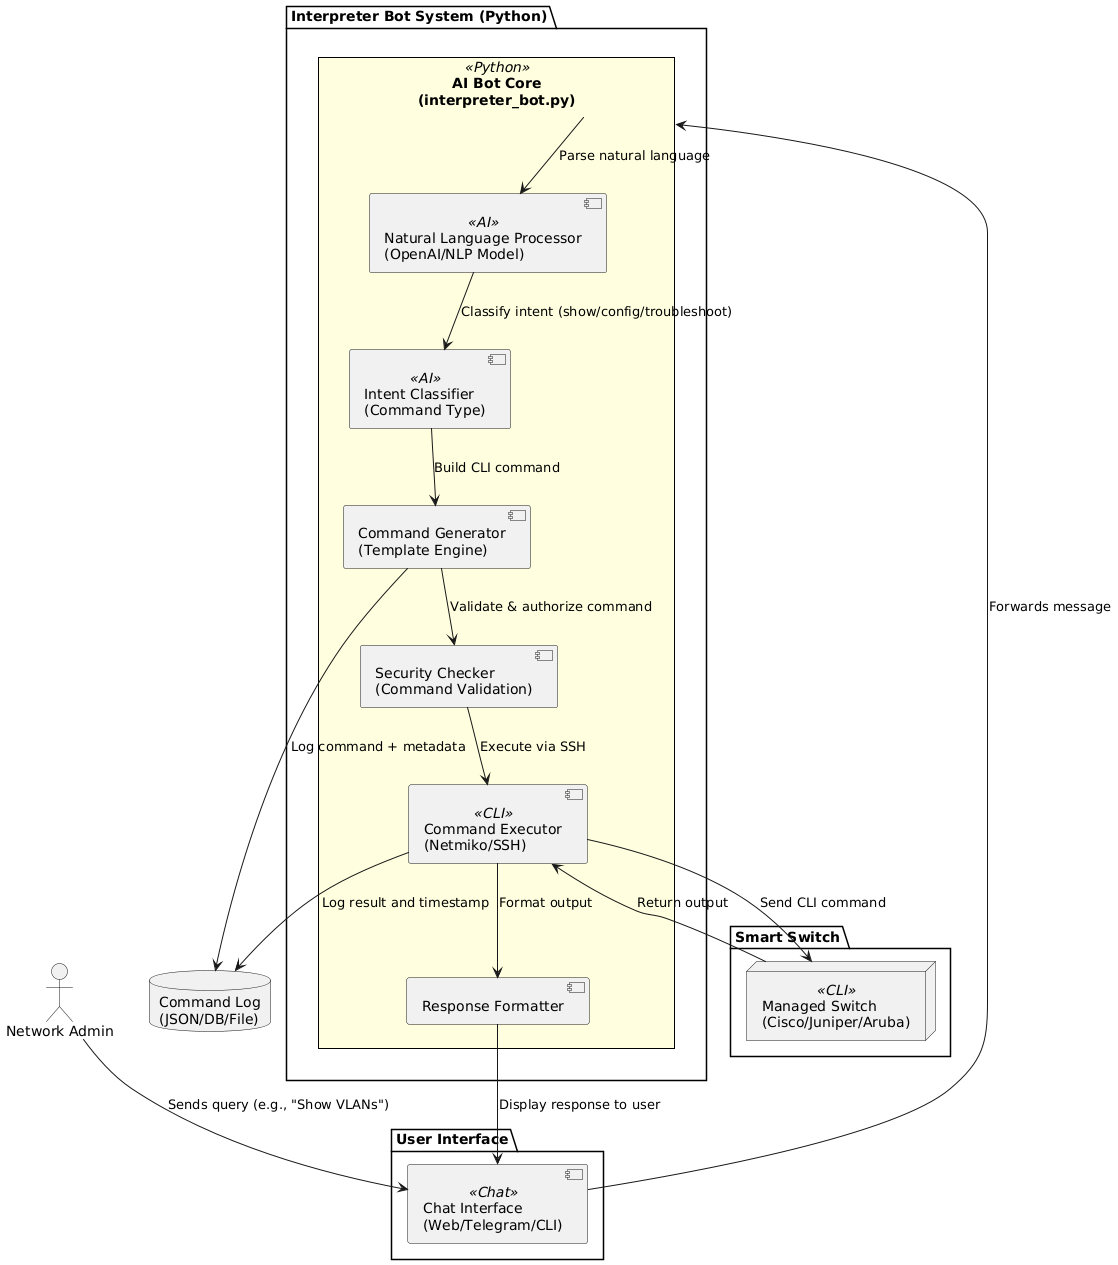 Interpreter Bot System (Python)
«Python»
AI Bot Core
(interpreter_bot.py)
Parse natural language
«AI»
Natural Language Processor
(OpenAI/NLP Model)
Classify intent (show/config/troubleshoot)
«AI»
Intent Classifier
(Command Type)
Build CLI command
Command Generator
(Template Engine)
Validate & authorize command
Forwards message
Security Checker
(Command Validation)
Log command + metadata
Execute via SSH
«CLI»
Command Executor
(Netmiko/SSH)
Log result and timestamp
Format output
Return output
Send CLI command
Smart Switch
«CLI»
Managed Switch
(Cisco/Juniper/Aruba)
Command Log
(JSON/DB/File)
Response Formatter
Network Admin
Sends query (e.g., "Show VLANs")
Display response to user
User Interface
«Chat»
Chat Interface
(Web/Telegram/CLI)